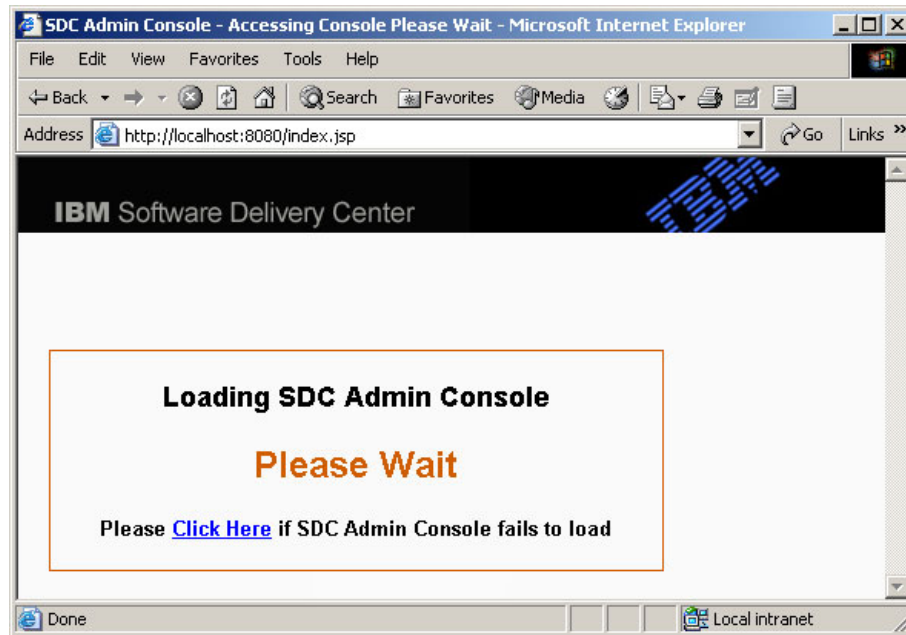 SDC Admin Console - Accessing Console Please Wait - Microsoft Internet Explorer
File Edit View Favorites Tools Help
Back Search Favorites Media
Address http://localhost:8080/index.jsp Go Links »
IBM Software Delivery Center IBM
Loading SDC Admin Console
Please Wait
Please Click Here if SDC Admin Console fails to load
Done Local intranet